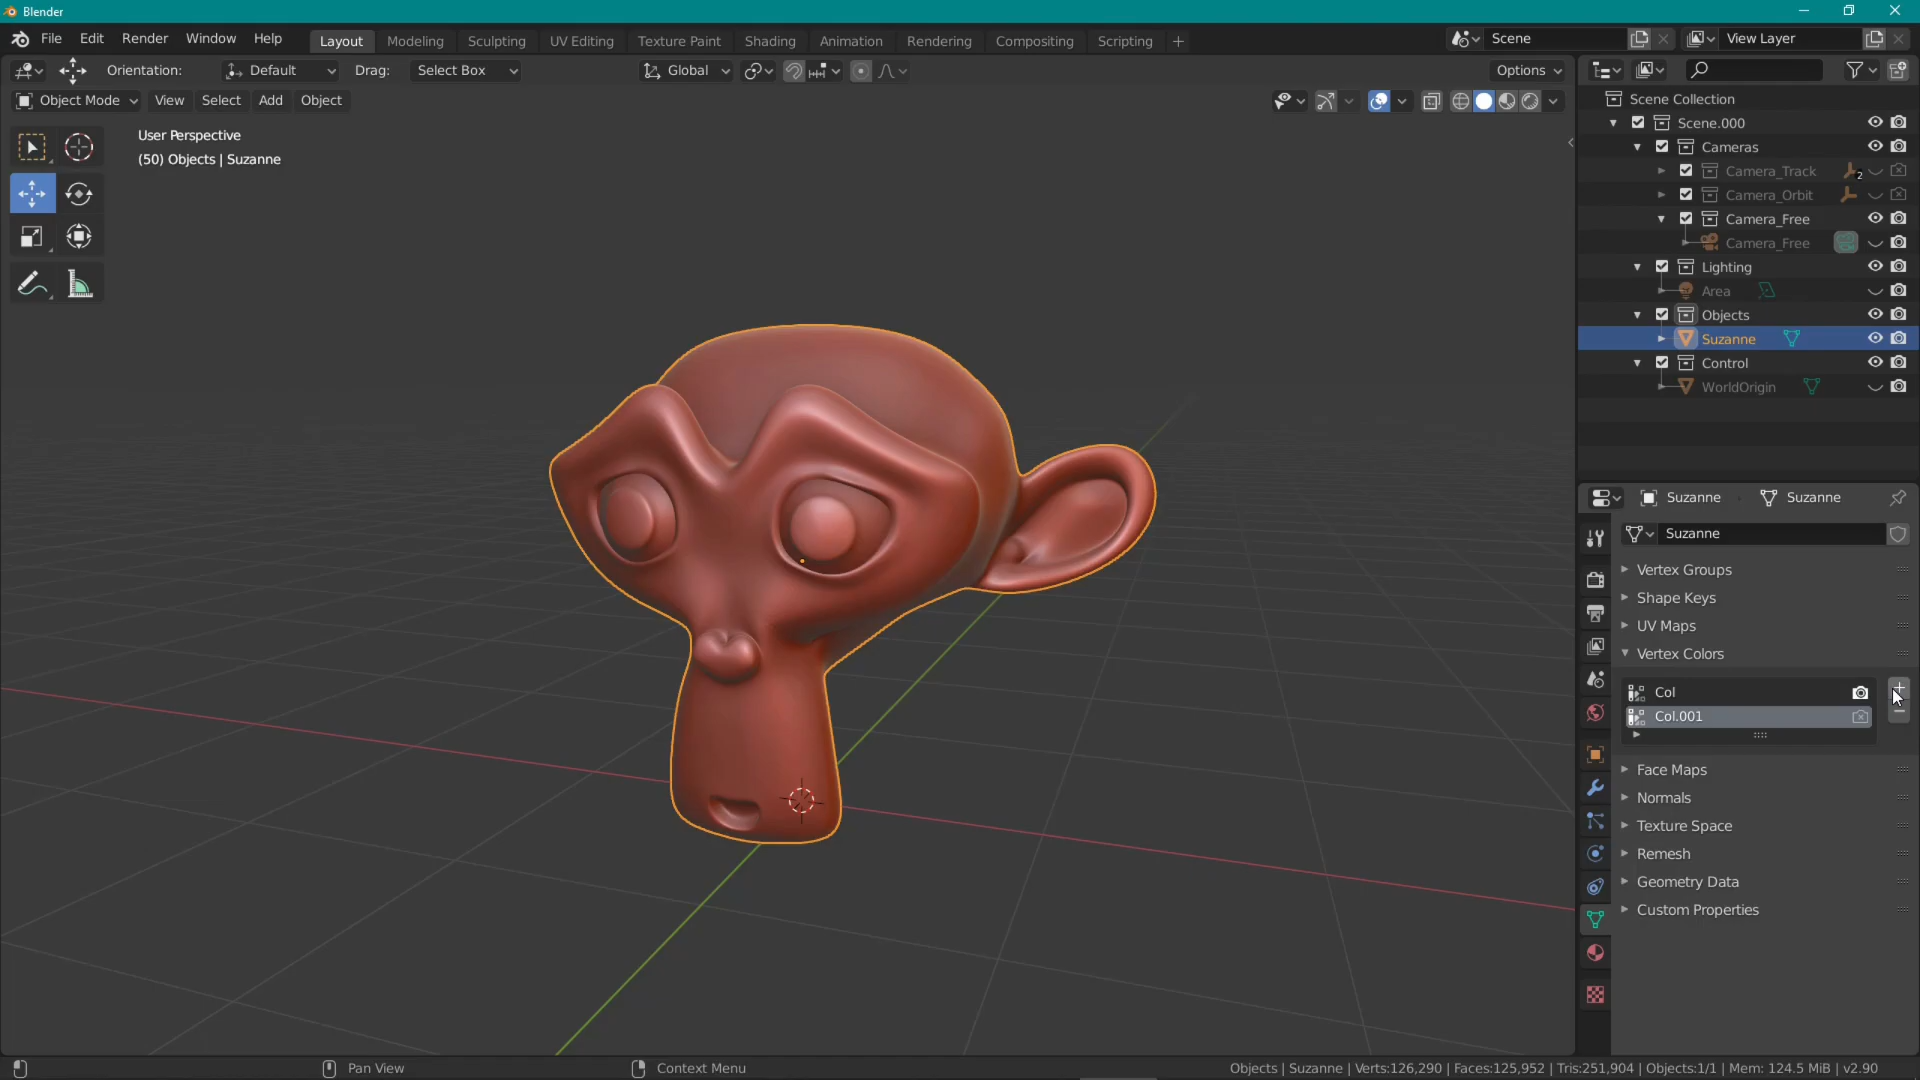 Blender
File Edit Render Window Help Layout Modeling Sculpting UV Editing Texture Paint Shading Animation Rendering Compositing Scripting + Scene View Layer
Orientation: Default Drag: Select Box Global Options
Object Mode View Select Add Object
User Perspective
(50) Objects | Suzanne
Scene Collection
Scene.000
Cameras
Camera_Track 2
Camera_Orbit
Camera_Free
Camera_Free
Lighting
Area
Objects
Suzanne
Control
WorldOrigin
Suzanne Suzanne
Suzanne
Vertex Groups
Shape Keys
UV Maps
Vertex Colors
Col
Col.001
Face Maps
Normals
Texture Space
Remesh
Geometry Data
Custom Properties
Pan View Context Menu Objects | Suzanne | Verts:126,290 | Faces:125,952 | Tris:251,904 | Objects:1/1 | Mem: 124.5 MiB | v2.90